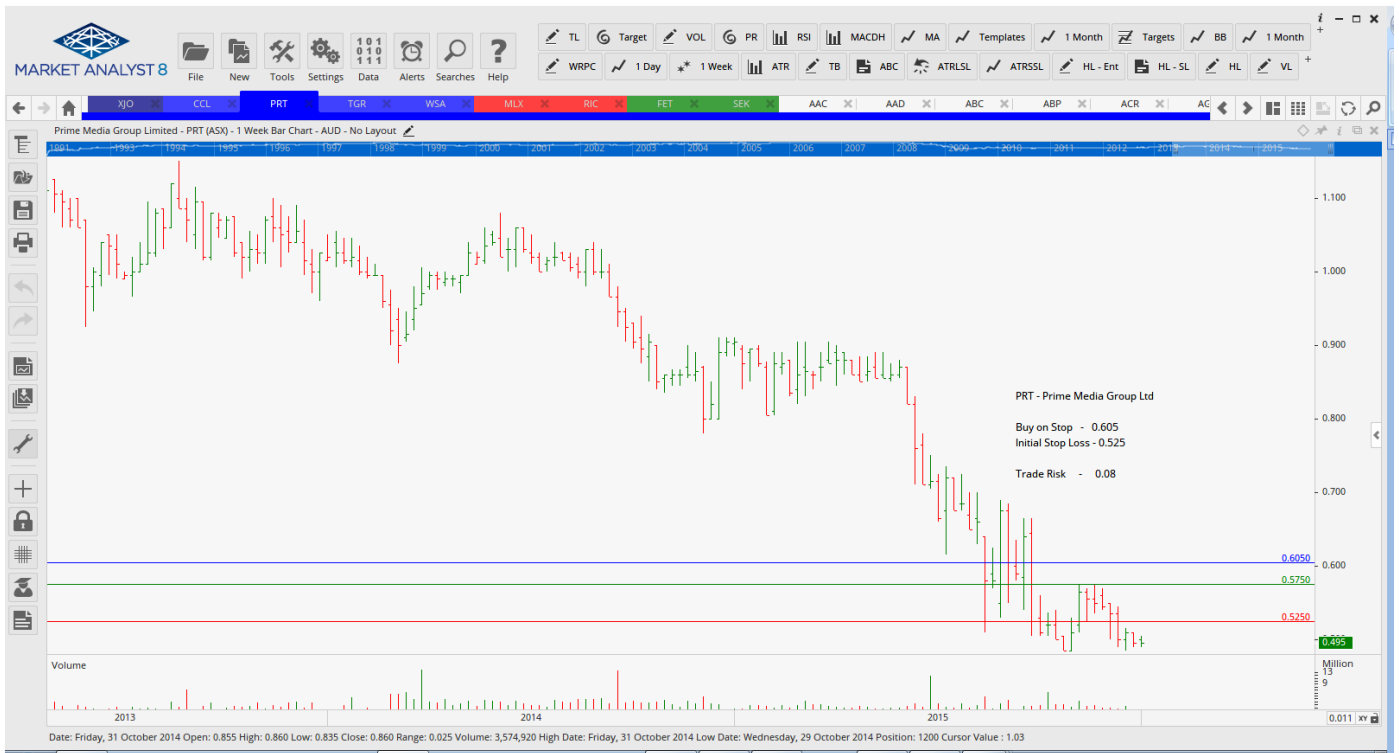 i
TL Target VOL PR RSI MACDH MA Templates 1 Month Targets BB 1 Month +
MARKET ANALYST 8
File New Tools Settings Data Alerts Searches Help
WRPC 1 Day 1 Week ATR TB ABC ATRLSL ATRSSL HL - Ent HL - SL HL VL +
XJO CCL PRT TGR WSA MLX RIC FET SEK AAC AAD ABC ABP ACR
Prime Media Group Limited - PRT (ASX) - 1 Week Bar Chart - AUD - No Layout
1991 1993 1994 1995 1996 1997 1998 1999 2000 2001 2002 2003 2004 2005 2006 2007 2008 2009 2010 2011 2012 2013 2014 2015
1.100
1.000
0.900
PRT - Prime Media Group Ltd
0.800
Buy on Stop - 0.605
Initial Stop Loss - 0.525
Trade Risk - 0.08
0.700
0.6050
0.600
0.5750
0.5250
0.495
Volume
Million
13
9
2013 2014 2015
0.011 XY
Date: Friday, 31 October 2014 Open: 0.855 High: 0.860 Low: 0.835 Close: 0.860 Range: 0.025 Volume: 3,574,920 High Date: Friday, 31 October 2014 Low Date: Wednesday, 29 October 2014 Position: 1200 Cursor Value : 1.03